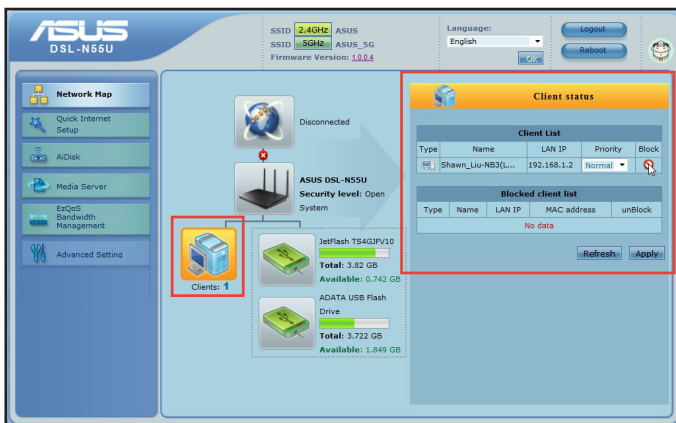 ASUS
DSL-N55U
SSID 2.4GHz ASUS
SSID 5GHz ASUS_5G
Firmware Version: 1.0.0.4
Language:
English
OK
Logout
Reboot
Network Map
Quick Internet
Setup
AiDisk
Media Server
EzQoS
Bandwidth
Management
Advanced Setting
Disconnected
ASUS DSL-N55U
Security level: Open
System
Clients: 1
JetFlash TS4GJFV10
Total: 3.82 GB
Available: 0.742 GB
ADATA USB Flash
Drive
Total: 3.722 GB
Available: 1.849 GB
Client status
Client List
Type Name LAN IP Priority Block
Shawn_Liu-NB3(L... 192.168.1.2 Normal
Blocked client list
Type Name LAN IP MAC address unBlock
No data
Refresh Apply